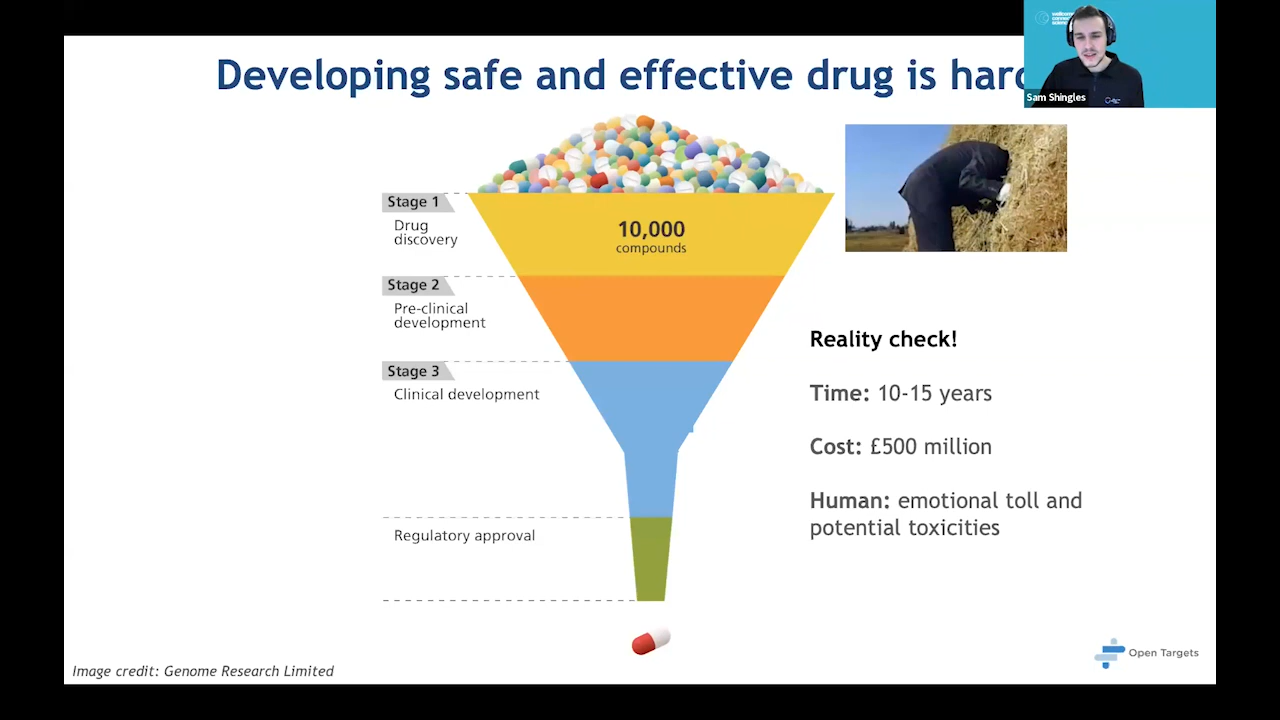 Developing safe and effective drug is hard
Sam Shingles
Stage 1
Drug
discovery
10,000
compounds
Stage 2
Pre-clinical
development
Stage 3
Clinical development
Regulatory approval
Reality check!
Time: 10-15 years
Cost: £500 million
Human: emotional toll and
potential toxicities
Open Targets
Image credit: Genome Research Limited